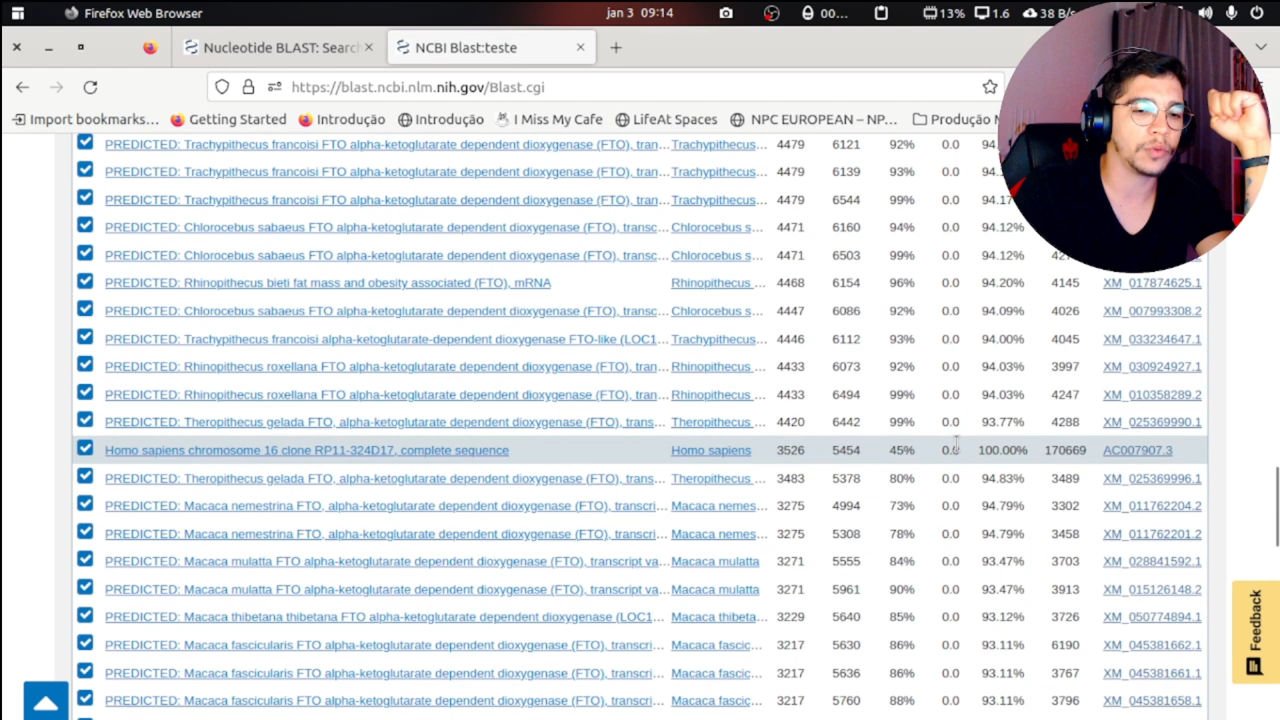 Firefox Web Browser jan 3 09:14 00... 13% 1.6 38 B/s
Nucleotide BLAST: Searc NCBI Blast:teste
https://blast.ncbi.nlm.nih.gov/Blast.cgi
Import bookmarks... Getting Started Introdução Introdução I Miss My Cafe LifeAt Spaces NPC EUROPEAN – NP... Produção M
PREDICTED: Trachypithecus francoisi FTO alpha-ketoglutarate dependent dioxygenase (FTO), tran... Trachypithecus... 4479 6121 92% 0.0 94.
PREDICTED: Trachypithecus francoisi FTO alpha-ketoglutarate dependent dioxygenase (FTO), tran... Trachypithecus... 4479 6139 93% 0.0 94.
PREDICTED: Trachypithecus francoisi FTO alpha-ketoglutarate dependent dioxygenase (FTO), tran... Trachypithecus... 4479 6544 99% 0.0 94.17
PREDICTED: Chlorocebus sabaeus FTO alpha-ketoglutarate dependent dioxygenase (FTO), transc... Chlorocebus s... 4471 6160 94% 0.0 94.12%
PREDICTED: Chlorocebus sabaeus FTO alpha-ketoglutarate dependent dioxygenase (FTO), transc... Chlorocebus s... 4471 6503 99% 0.0 94.12%
PREDICTED: Rhinopithecus bieti fat mass and obesity associated (FTO), mRNA Rhinopithecus ... 4468 6154 96% 0.0 94.20% 4145 XM_017874625.1
PREDICTED: Chlorocebus sabaeus FTO alpha-ketoglutarate dependent dioxygenase (FTO), transc... Chlorocebus s... 4447 6086 92% 0.0 94.09% 4026 XM_007993308.2
PREDICTED: Trachypithecus francoisi alpha-ketoglutarate-dependent dioxygenase FTO-like (LOC1... Trachypithecus... 4446 6112 93% 0.0 94.00% 4045 XM_033234647.1
PREDICTED: Rhinopithecus roxellana FTO alpha-ketoglutarate dependent dioxygenase (FTO), tran... Rhinopithecus ... 4433 6073 92% 0.0 94.03% 3997 XM_030924927.1
PREDICTED: Rhinopithecus roxellana FTO alpha-ketoglutarate dependent dioxygenase (FTO), tran... Rhinopithecus ... 4433 6494 99% 0.0 94.03% 4247 XM_010358289.2
PREDICTED: Theropithecus gelada FTO, alpha-ketoglutarate dependent dioxygenase (FTO), trans... Theropithecus ... 4420 6442 99% 0.0 93.77% 4288 XM_025369990.1
Homo sapiens chromosome 16 clone RP11-324D17, complete sequence Homo sapiens 3526 5454 45% 0.0 100.00% 170669 AC007907.3
PREDICTED: Theropithecus gelada FTO, alpha-ketoglutarate dependent dioxygenase (FTO), trans... Theropithecus ... 3483 5378 80% 0.0 94.83% 3489 XM_025369996.1
PREDICTED: Macaca nemestrina FTO, alpha-ketoglutarate dependent dioxygenase (FTO), transcri... Macaca nemes... 3275 4994 73% 0.0 94.79% 3302 XM_011762204.2
PREDICTED: Macaca nemestrina FTO, alpha-ketoglutarate dependent dioxygenase (FTO), transcri... Macaca nemes... 3275 5308 78% 0.0 94.79% 3458 XM_011762201.2
PREDICTED: Macaca mulatta FTO alpha-ketoglutarate dependent dioxygenase (FTO), transcript va... Macaca mulatta 3271 5555 84% 0.0 93.47% 3703 XM_028841592.1
PREDICTED: Macaca mulatta FTO alpha-ketoglutarate dependent dioxygenase (FTO), transcript va... Macaca mulatta 3271 5961 90% 0.0 93.47% 3913 XM_015126148.2
PREDICTED: Macaca thibetana thibetana FTO alpha-ketoglutarate dependent dioxygenase (LOC1... Macaca thibeta... 3229 5640 85% 0.0 93.12% 3726 XM_050774894.1
PREDICTED: Macaca fascicularis FTO alpha-ketoglutarate dependent dioxygenase (FTO), transcri... Macaca fascic... 3217 5630 86% 0.0 93.11% 6190 XM_045381662.1
PREDICTED: Macaca fascicularis FTO alpha-ketoglutarate dependent dioxygenase (FTO), transcri... Macaca fascic... 3217 5636 86% 0.0 93.11% 3767 XM_045381661.1
PREDICTED: Macaca fascicularis FTO alpha-ketoglutarate dependent dioxygenase (FTO), transcri... Macaca fascic... 3217 5760 88% 0.0 93.11% 3796 XM_045381658.1
Feedback